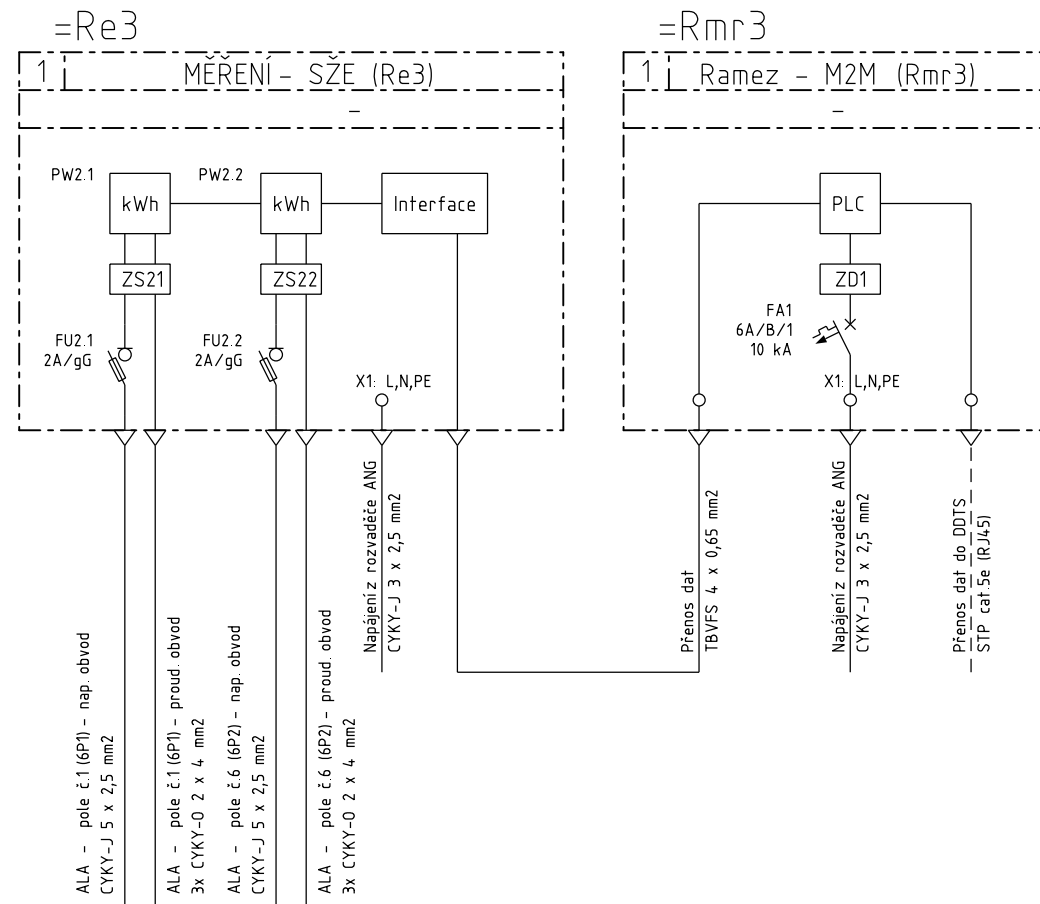 =Re3
1 MĚŘENÍ - SŽE (Re3)
-
PW2.1
kWh
PW2.2
kWh
Interface
ZS21
ZS22
FU2.1
2A/gG
FU2.2
2A/gG
X1: L,N,PE
ALA - pole č.1 (6P1) - nap. obvod
CYKY-J 5 x 2,5 mm2
ALA - pole č.1 (6P1) - proud. obvod
3x CYKY-O 2 x 4 mm2
ALA - pole č.6 (6P2) - nap. obvod
CYKY-J 5 x 2,5 mm2
ALA - pole č.6 (6P2) - proud. obvod
3x CYKY-O 2 x 4 mm2
Napájení z rozvaděče ANG
CYKY-J 3 x 2,5 mm2
=Rmr3
1 Ramez - M2M (Rmr3)
-
PLC
ZD1
FA1
6A/B/1
10 kA
X1: L,N,PE
Přenos dat
TBVFS 4 x 0,65 mm2
Napájení z rozvaděče ANG
CYKY-J 3 x 2,5 mm2
Přenos dat do DDTS
STP cat.5e (RJ45)